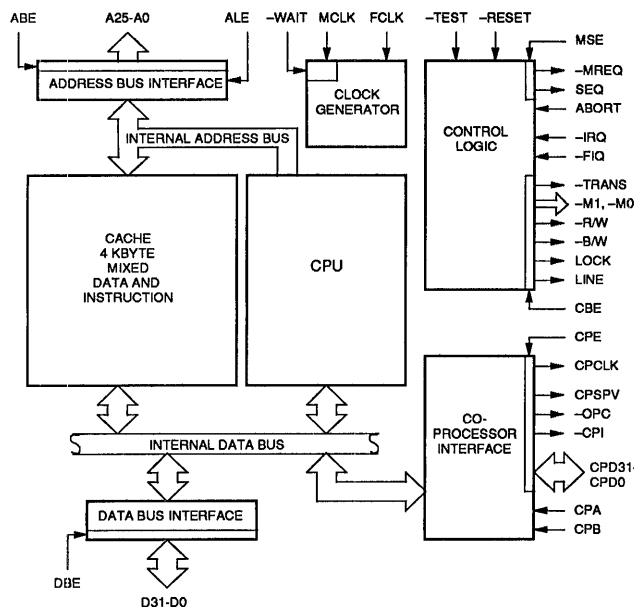 ABE
A25-A0
ALE
ADDRESS BUS INTERFACE
–WAIT
MCLK
FCLK
CLOCK
GENERATOR
–TEST
–RESET
MSE
CONTROL
LOGIC
–MREQ
SEQ
ABORT
–IRQ
–FIQ
–TRANS
–M1, –M0
–R/W
–B/W
LOCK
LINE
CBE
INTERNAL ADDRESS BUS
CACHE
4 KBYTE
MIXED
DATA AND
INSTRUCTION
CPU
INTERNAL DATA BUS
DATA BUS INTERFACE
DBE
D31-D0
CPE
CO-
PROCESSOR
INTERFACE
CPCLK
CPSPV
–OPC
–CPI
CPD31-
CPD0
CPA
CPB